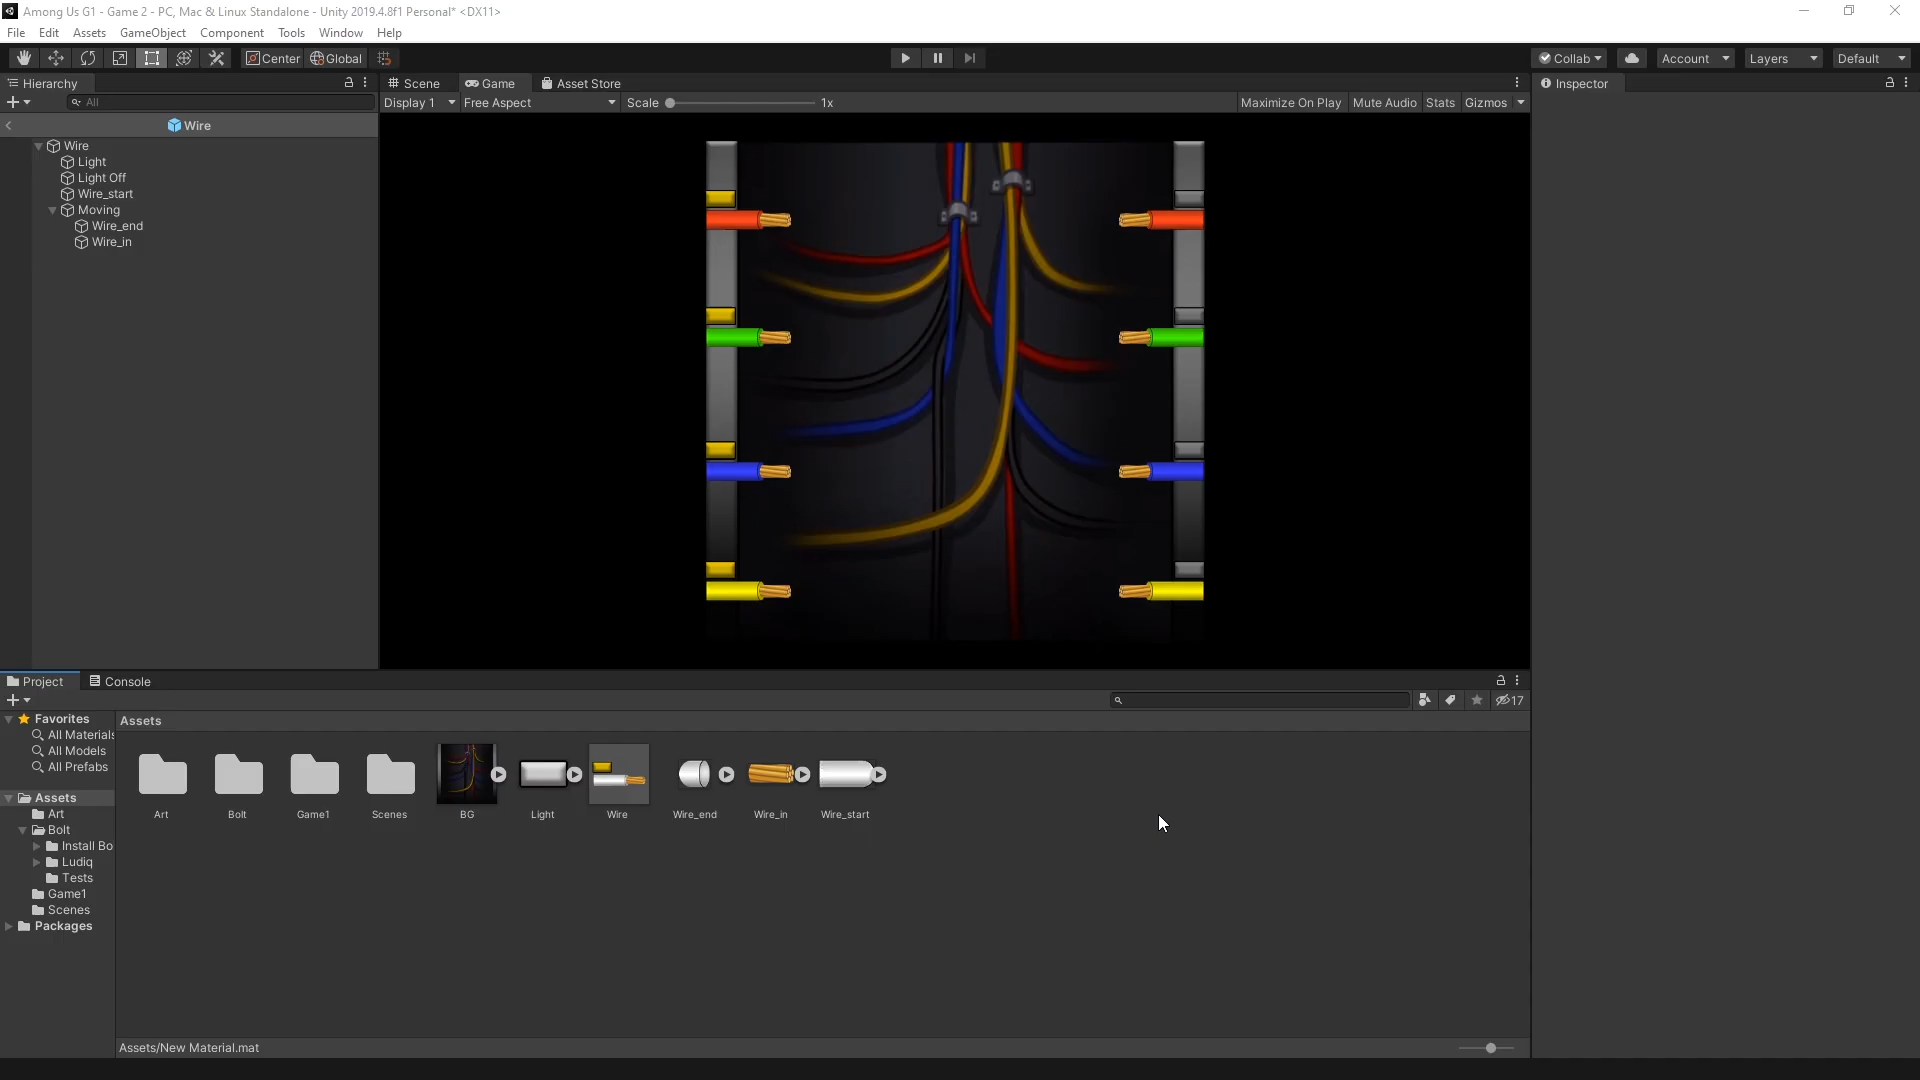 Among Us G1 - Game 2 - PC, Mac & Linux Standalone - Unity 2019.4.8f1 Personal* <DX11>
File Edit Assets GameObject Component Tools Window Help
Center Global Collab Account Layers Default
Hierarchy Scene Game Asset Store Inspector
All Display 1 Free Aspect Scale 1x Maximize On Play Mute Audio Stats Gizmos
Wire
Wire
Light
Light Off
Wire_start
Moving
Wire_end
Wire_in
Project Console
17
Favorites
All Materials
All Models
All Prefabs
Assets
Art
Bolt
Install Bo
Ludiq
Tests
Game1
Scenes
Packages
Assets
Art Bolt Game1 Scenes BG Light Wire Wire_end Wire_in Wire_start
Assets/New Material.mat